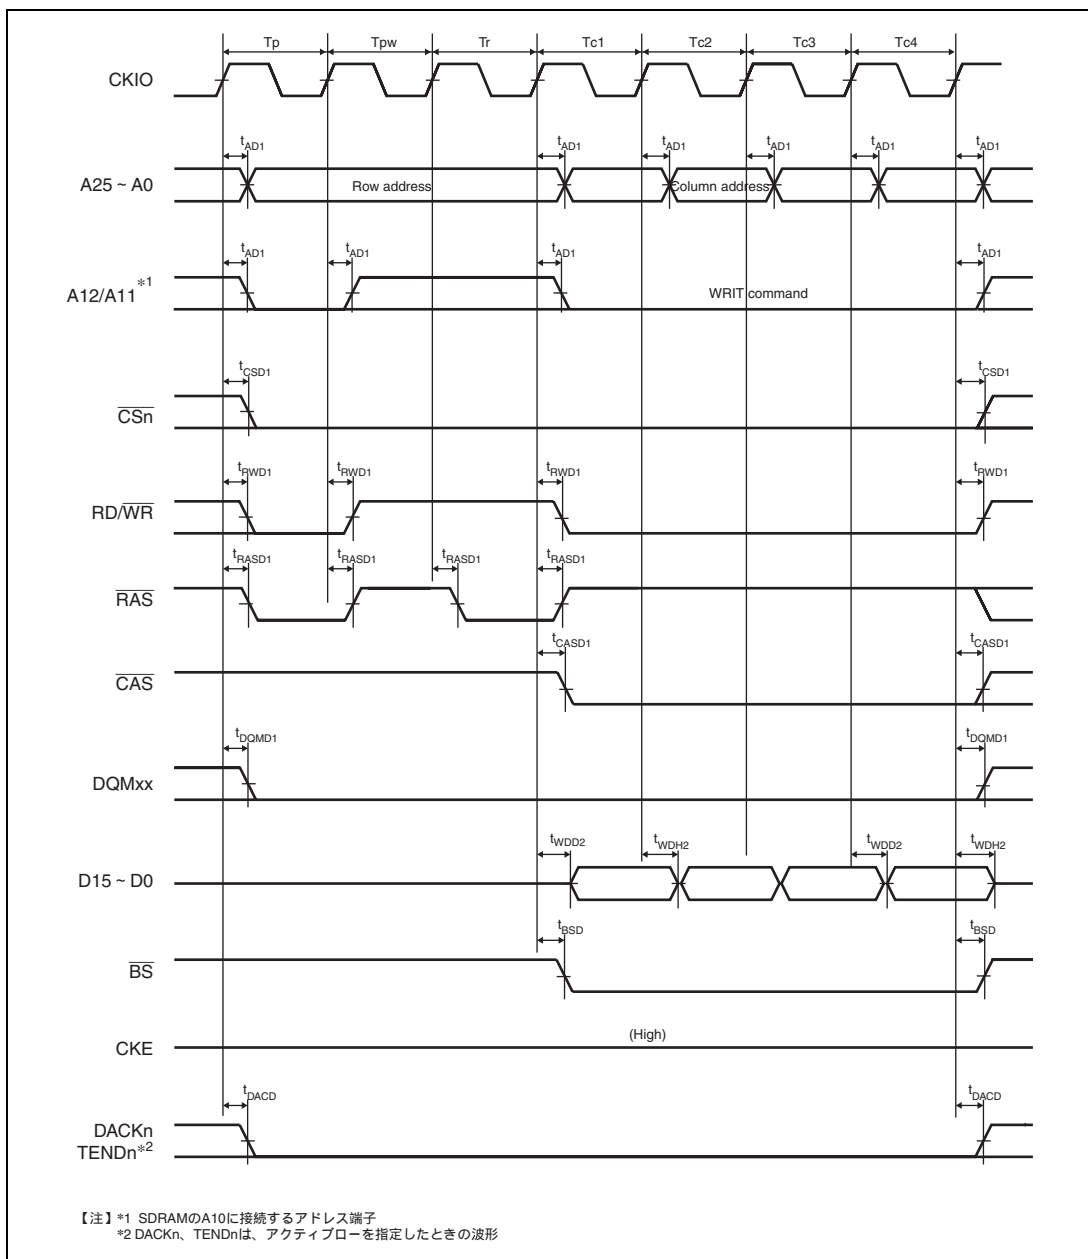 Tp Tpw Tr Tc1 Tc2 Tc3 Tc4
CKIO
tAD1 tAD1 tAD1 tAD1 tAD1 tAD1
A25 ~ A0 Row address Column address
tAD1 tAD1 tAD1 tAD1
A12/A11*1 WRIT command
tCSD1 tCSD1
CSn
tRWD1 tRWD1 tRWD1 tRWD1
RD/WR
tRASD1 tRASD1 tRASD1 tRASD1
RAS
tCASD1 tCASD1
CAS
tDQMD1 tDQMD1
DQMxx
tWDD2 tWDH2 tWDD2 tWDH2
D15 ~ D0
tBSD tBSD
BS
(High)
CKE
tDACD tDACD
DACKn
TENDn*2
【注】*1 SDRAMのA10に接続するアドレス端子
*2 DACKn、TENDnは、アクティブローを指定したときの波形